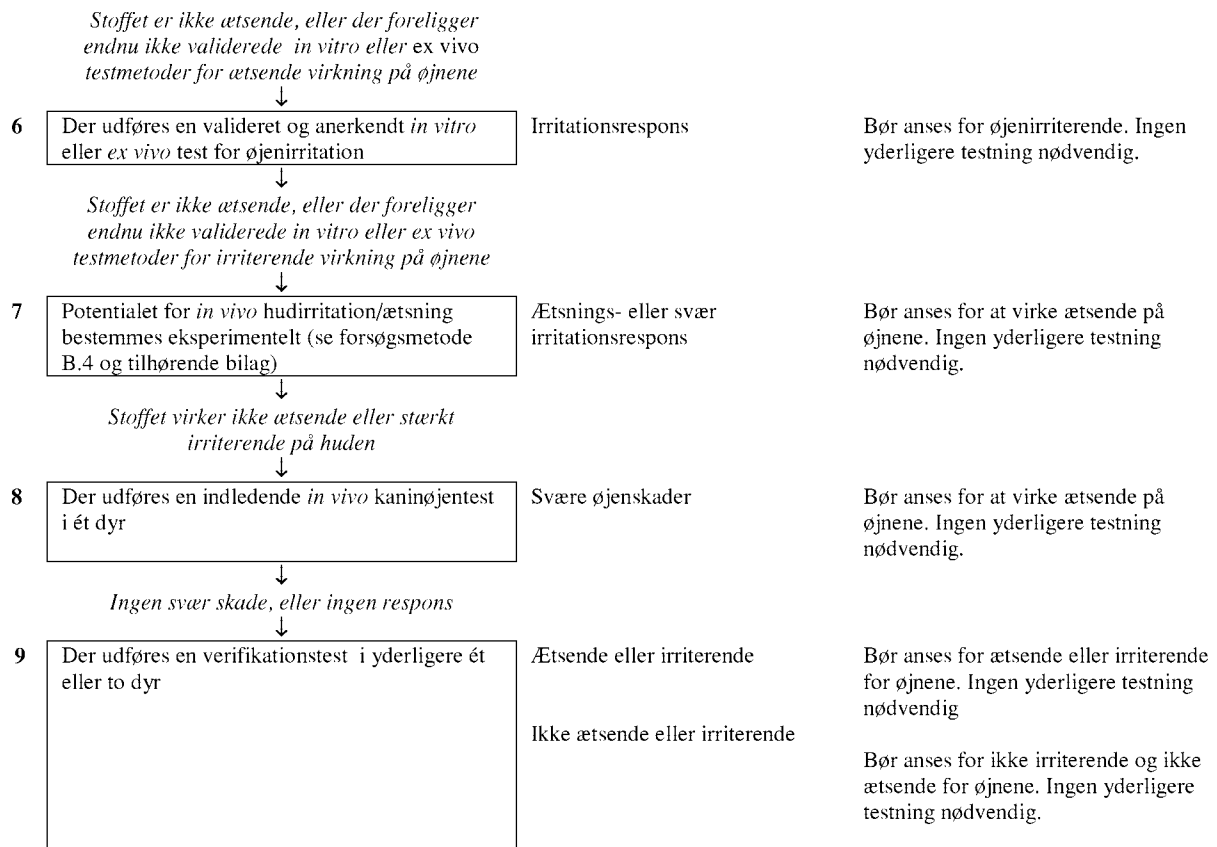 Stoffet er ikke ætsende, eller der foreligger
endnu ikke validerede in vitro eller ex vivo
testmetoder for ætsende virkning på øjnene
↓
6 Der udføres en valideret og anerkendt in vitro
eller ex vivo test for øjenirritation
Irritationsrespons
Bør anses for øjenirriterende. Ingen
yderligere testning nødvendig.
↓
Stoffet er ikke ætsende, eller der foreligger
endnu ikke validerede in vitro eller ex vivo
testmetoder for irriterende virkning på øjnene
↓
7 Potentialet for in vivo hudirritation/ætsning
bestemmes eksperimentelt (se forsøgsmetode
B.4 og tilhørende bilag)
Ætsnings- eller svær
irritationsrespons
Bør anses for at virke ætsende på
øjnene. Ingen yderligere testning
nødvendig.
↓
Stoffet virker ikke ætsende eller stærkt
irriterende på huden
↓
8 Der udføres en indledende in vivo kaninøjentest
i ét dyr
Svære øjenskader
Bør anses for at virke ætsende på
øjnene. Ingen yderligere testning
nødvendig.
↓
Ingen svær skade, eller ingen respons
↓
9 Der udføres en verifikationstest i yderligere ét
eller to dyr
Ætsende eller irriterende
Bør anses for ætsende eller irriterende
for øjnene. Ingen yderligere testning
nødvendig
Ikke ætsende eller irriterende
Bør anses for ikke irriterende og ikke
ætsende for øjnene. Ingen yderligere
testning nødvendig.